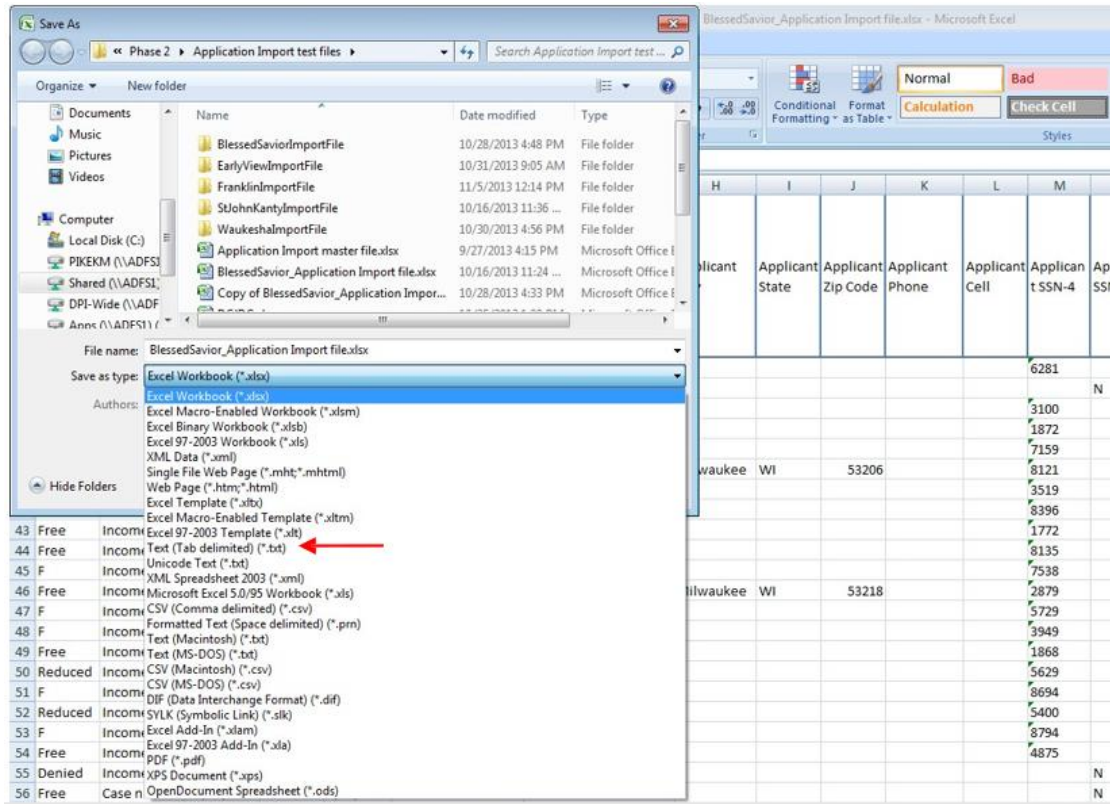 Save As
BlessedSavior_Application Import file.xlsx - Microsoft Excel
« Phase 2 ▸ Application Import test files ▸
Search Application Import test ...
Organize
New folder
Normal
Bad
Conditional Formatting
Format as Table
Calculation
Check Cell
Styles
Documents
Music
Pictures
Videos
Computer
Local Disk (C:)
PIKEKM (\\ADFS1
Shared (\\ADFS1
DPI-Wide (\\ADF
Apps (\\ADFS1) (
Name Date modified Type
BlessedSaviorImportFile 10/28/2013 4:48 PM File folder
EarlyViewImportFile 10/31/2013 9:05 AM File folder
FranklinImportFile 11/5/2013 12:14 PM File folder
StJohnKantyImportFile 10/16/2013 11:36 ... File folder
WaukeshaImportFile 10/30/2013 4:56 PM File folder
Application Import master file.xlsx 9/27/2013 4:15 PM Microsoft Office E
BlessedSavior_Application Import file.xlsx 10/16/2013 11:24 ... Microsoft Office E
Copy of BlessedSavior_Application Impor... 10/28/2013 4:33 PM Microsoft Office E
File name: BlessedSavior_Application Import file.xlsx
Save as type: Excel Workbook (*.xlsx)
Authors:
Hide Folders
Excel Workbook (*.xlsx)
Excel Macro-Enabled Workbook (*.xlsm)
Excel Binary Workbook (*.xlsb)
Excel 97-2003 Workbook (*.xls)
XML Data (*.xml)
Single File Web Page (*.mht;*.mhtml)
Web Page (*.htm;*.html)
Excel Template (*.xltx)
Excel Macro-Enabled Template (*.xltm)
Excel 97-2003 Template (*.xlt)
Text (Tab delimited) (*.txt)
Unicode Text (*.txt)
XML Spreadsheet 2003 (*.xml)
Microsoft Excel 5.0/95 Workbook (*.xls)
CSV (Comma delimited) (*.csv)
Formatted Text (Space delimited) (*.prn)
Text (Macintosh) (*.txt)
Text (MS-DOS) (*.txt)
CSV (Macintosh) (*.csv)
CSV (MS-DOS) (*.csv)
DIF (Data Interchange Format) (*.dif)
SYLK (Symbolic Link) (*.slk)
Excel Add-In (*.xlam)
Excel 97-2003 Add-In (*.xla)
PDF (*.pdf)
XPS Document (*.xps)
OpenDocument Spreadsheet (*.ods)
H I J K L M
plicant
Applicant State
Applicant Zip Code
Applicant Phone
Applicant Cell
Applicant SSN-4
Ap
SSN
6281
N
3100
1872
7159
waukee WI 53206 8121
3519
8396
43 Free Income 1772
44 Free Income 8135
45 F Income 7538
46 Free Income Milwaukee WI 53218 2879
47 F Income 5729
48 F Income 3949
49 Free Income 1868
50 Reduced Income 5629
51 F Income 8694
52 Reduced Income 5400
53 F Income 8794
54 Free Income 4875
55 Denied Income N
56 Free Case n N